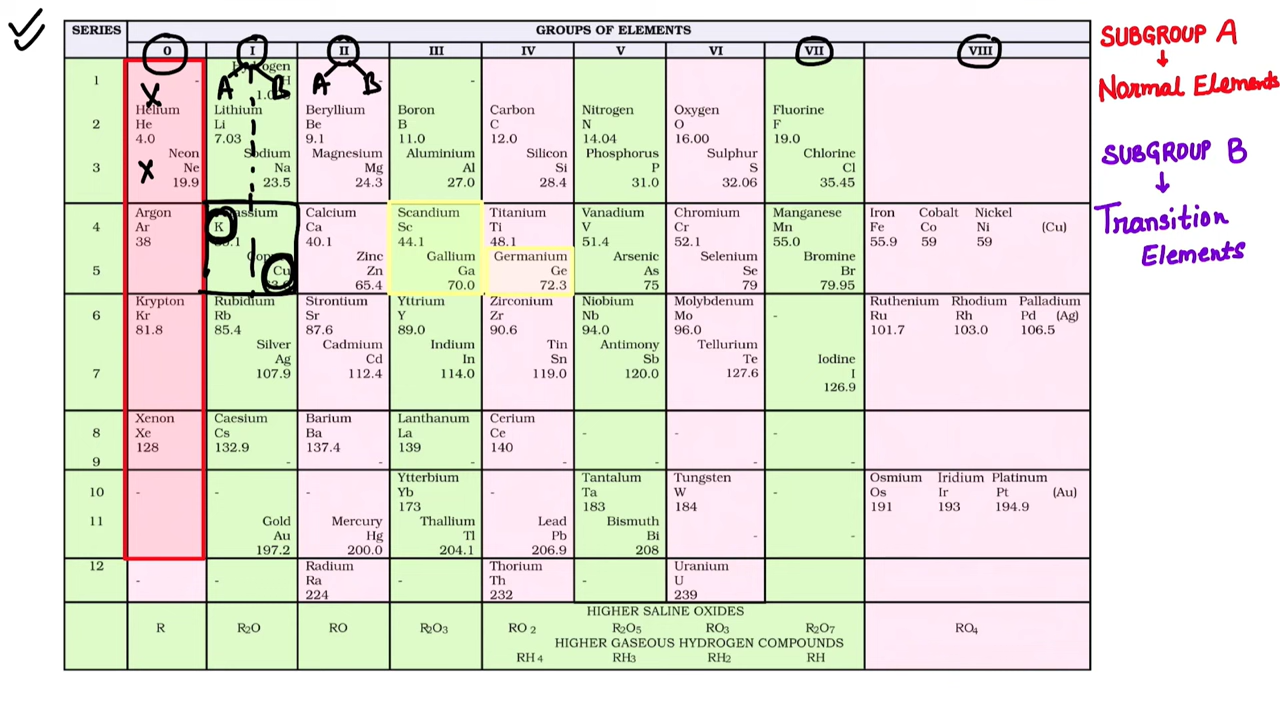 SERIES GROUPS OF ELEMENTS
0 I II III IV V VI VII VIII
SUBGROUP A
Normal Elements
SUBGROUP B
Transition
Elements
A B A B
1 - Hydrogen H - - - - - -
2 Helium Lithium Beryllium Boron Carbon Nitrogen Oxygen Fluorine
He Li Be B C N O F
4.0 7.03 9.1 11.0 12.0 14.04 16.00 19.0
X
3 Neon Sodium Magnesium Aluminium Silicon Phosphorus Sulphur Chlorine
Ne Na Mg Al Si P S Cl
19.9 23.5 24.3 27.0 28.4 31.0 32.06 35.45
X
4 Argon Calcium Scandium Titanium Vanadium Chromium Manganese Iron Cobalt Nickel
Ar K Ca Sc Ti V Cr Mn Fe Co Ni (Cu)
38 40.1 44.1 48.1 51.4 52.1 55.0 55.9 59 59
5 Zinc Gallium Germanium Arsenic Selenium Bromine
Cu Zn Ga Ge As Se Br
65.4 70.0 72.3 75 79 79.95
6 Krypton Rubidium Strontium Yttrium Zirconium Niobium Molybdenum - Ruthenium Rhodium Palladium
Kr Rb Sr Y Zr Nb Mo Ru Rh Pd (Ag)
81.8 85.4 87.6 89.0 90.6 94.0 96.0 101.7 103.0 106.5
7 Silver Cadmium Indium Tin Antimony Tellurium Iodine
Ag Cd In Sn Sb Te I
107.9 112.4 114.0 119.0 120.0 127.6 126.9
8 Xenon Caesium Barium Lanthanum Cerium - - -
Xe Cs Ba La Ce
128 132.9 137.4 139 140
9 - - - - - - -
10 - - - Ytterbium - Tantalum Tungsten - Osmium Iridium Platinum
Yb Ta W Os Ir Pt (Au)
173 183 184 191 193 194.9
11 Gold Mercury Thallium Lead Bismuth - -
Au Hg Tl Pb Bi
197.2 200.0 204.1 206.9 208
12 - - Radium - Thorium - Uranium
Ra Th U
224 232 239
HIGHER SALINE OXIDES
R R2O RO R2O3 RO2 R2O5 RO3 R2O7 RO4
HIGHER GASEOUS HYDROGEN COMPOUNDS
RH4 RH3 RH2 RH